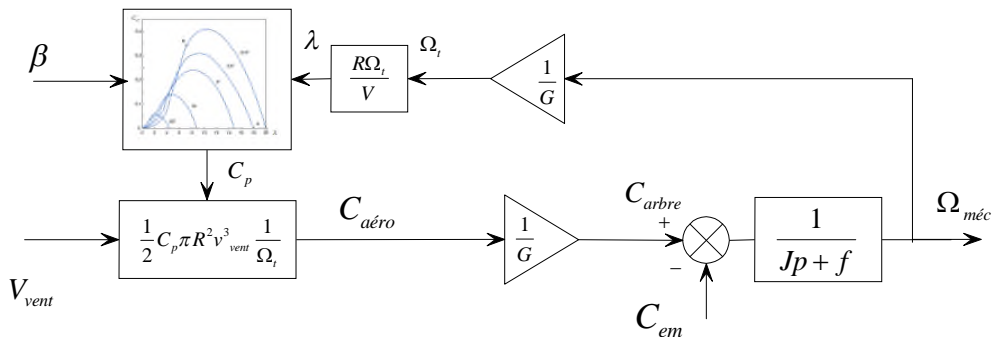 β
λ
RΩ_t / V
Ω_t
1 / G
C_p
V_vent
1/2 C_p π R² v³_vent 1/Ω_t
C_aéro
1 / G
C_arbre
+
−
C_em
1 / (Jp + f)
Ω_méc